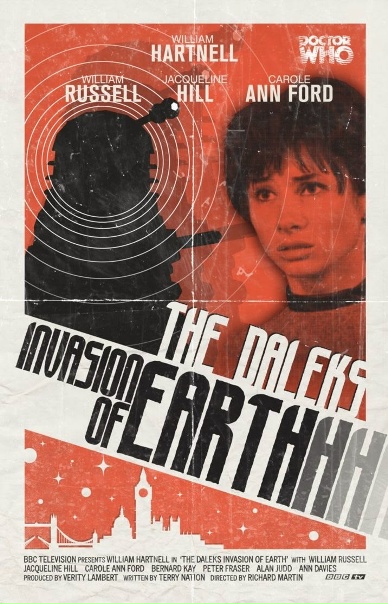 WILLIAM
HARTNELL
DOCTOR
WHO
WILLIAM
RUSSELL
JACQUELINE
HILL
CAROLE
ANN FORD
THE DALEKS
INVASION
OF EARTHHHH
BBC TELEVISION PRESENTS WILLIAM HARTNELL IN 'THE DALEKS INVASION OF EARTH' WITH WILLIAM RUSSELL
JACQUELINE HILL CAROLE ANN FORD BERNARD KAY PETER FRASER ALAN JUDD ANN DAVIES
PRODUCED BY VERITY LAMBERT WRITTEN BY TERRY NATION DIRECTED BY RICHARD MARTIN BBC tv